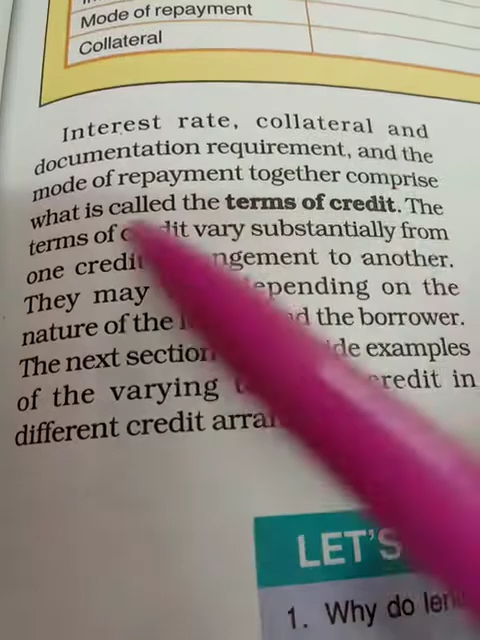 Mode of repayment
Collateral
Interest rate, collateral and
documentation requirement, and the
mode of repayment together comprise
what is called the terms of credit. The
terms of credit vary substantially from
one credit ngement to another.
They may epending on the
nature of the d the borrower.
The next section de examples
of the varying credit in
different credit arra
LET'S
1. Why do len